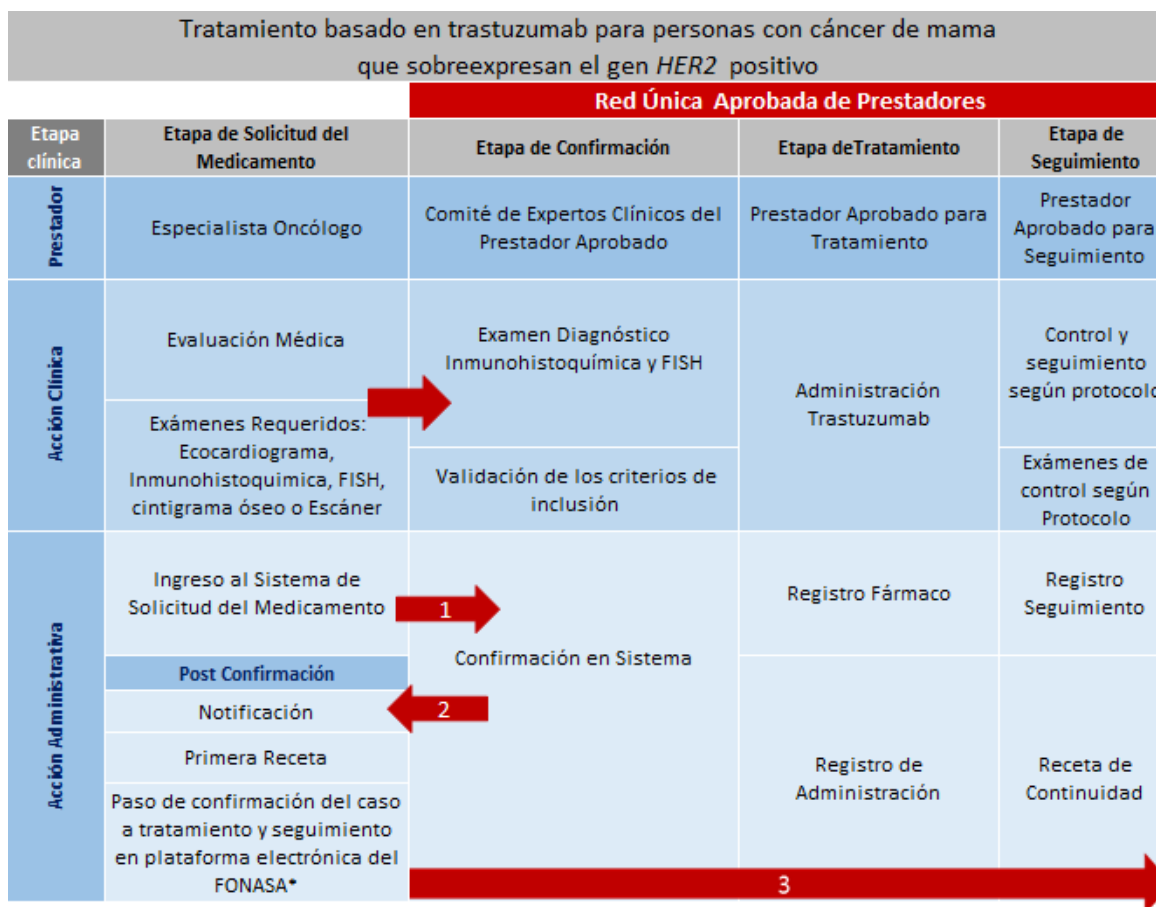 Tratamiento basado en trastuzumab para personas con cáncer de mama
que sobreexpresan el gen HER2 positivo
Red Única Aprobada de Prestadores
Etapa
clínica
Etapa de Solicitud del
Medicamento
Etapa de Confirmación
Etapa deTratamiento
Etapa de
Seguimiento
Prestador
Especialista Oncólogo
Comité de Expertos Clínicos del
Prestador Aprobado
Prestador Aprobado para
Tratamiento
Prestador
Aprobado para
Seguimiento
Acción Clínica
Evaluación Médica
Exámenes Requeridos:
Ecocardiograma,
Inmunohistoquimica, FISH,
cintigrama óseo o Escáner
Examen Diagnóstico
Inmunohistoquímica y FISH
Validación de los criterios de
inclusión
Administración
Trastuzumab
Control y
seguimiento
según protocolo
Exámenes de
control según
Protocolo
Acción Administrativa
Ingreso al Sistema de
Solicitud del Medicamento
1
Post Confirmación
Notificación
2
Primera Receta
Paso de confirmación del caso
a tratamiento y seguimiento
en plataforma electrónica del
FONASA*
Confirmación en Sistema
Registro Fármaco
Registro de
Administración
Registro
Seguimiento
Receta de
Continuidad
3